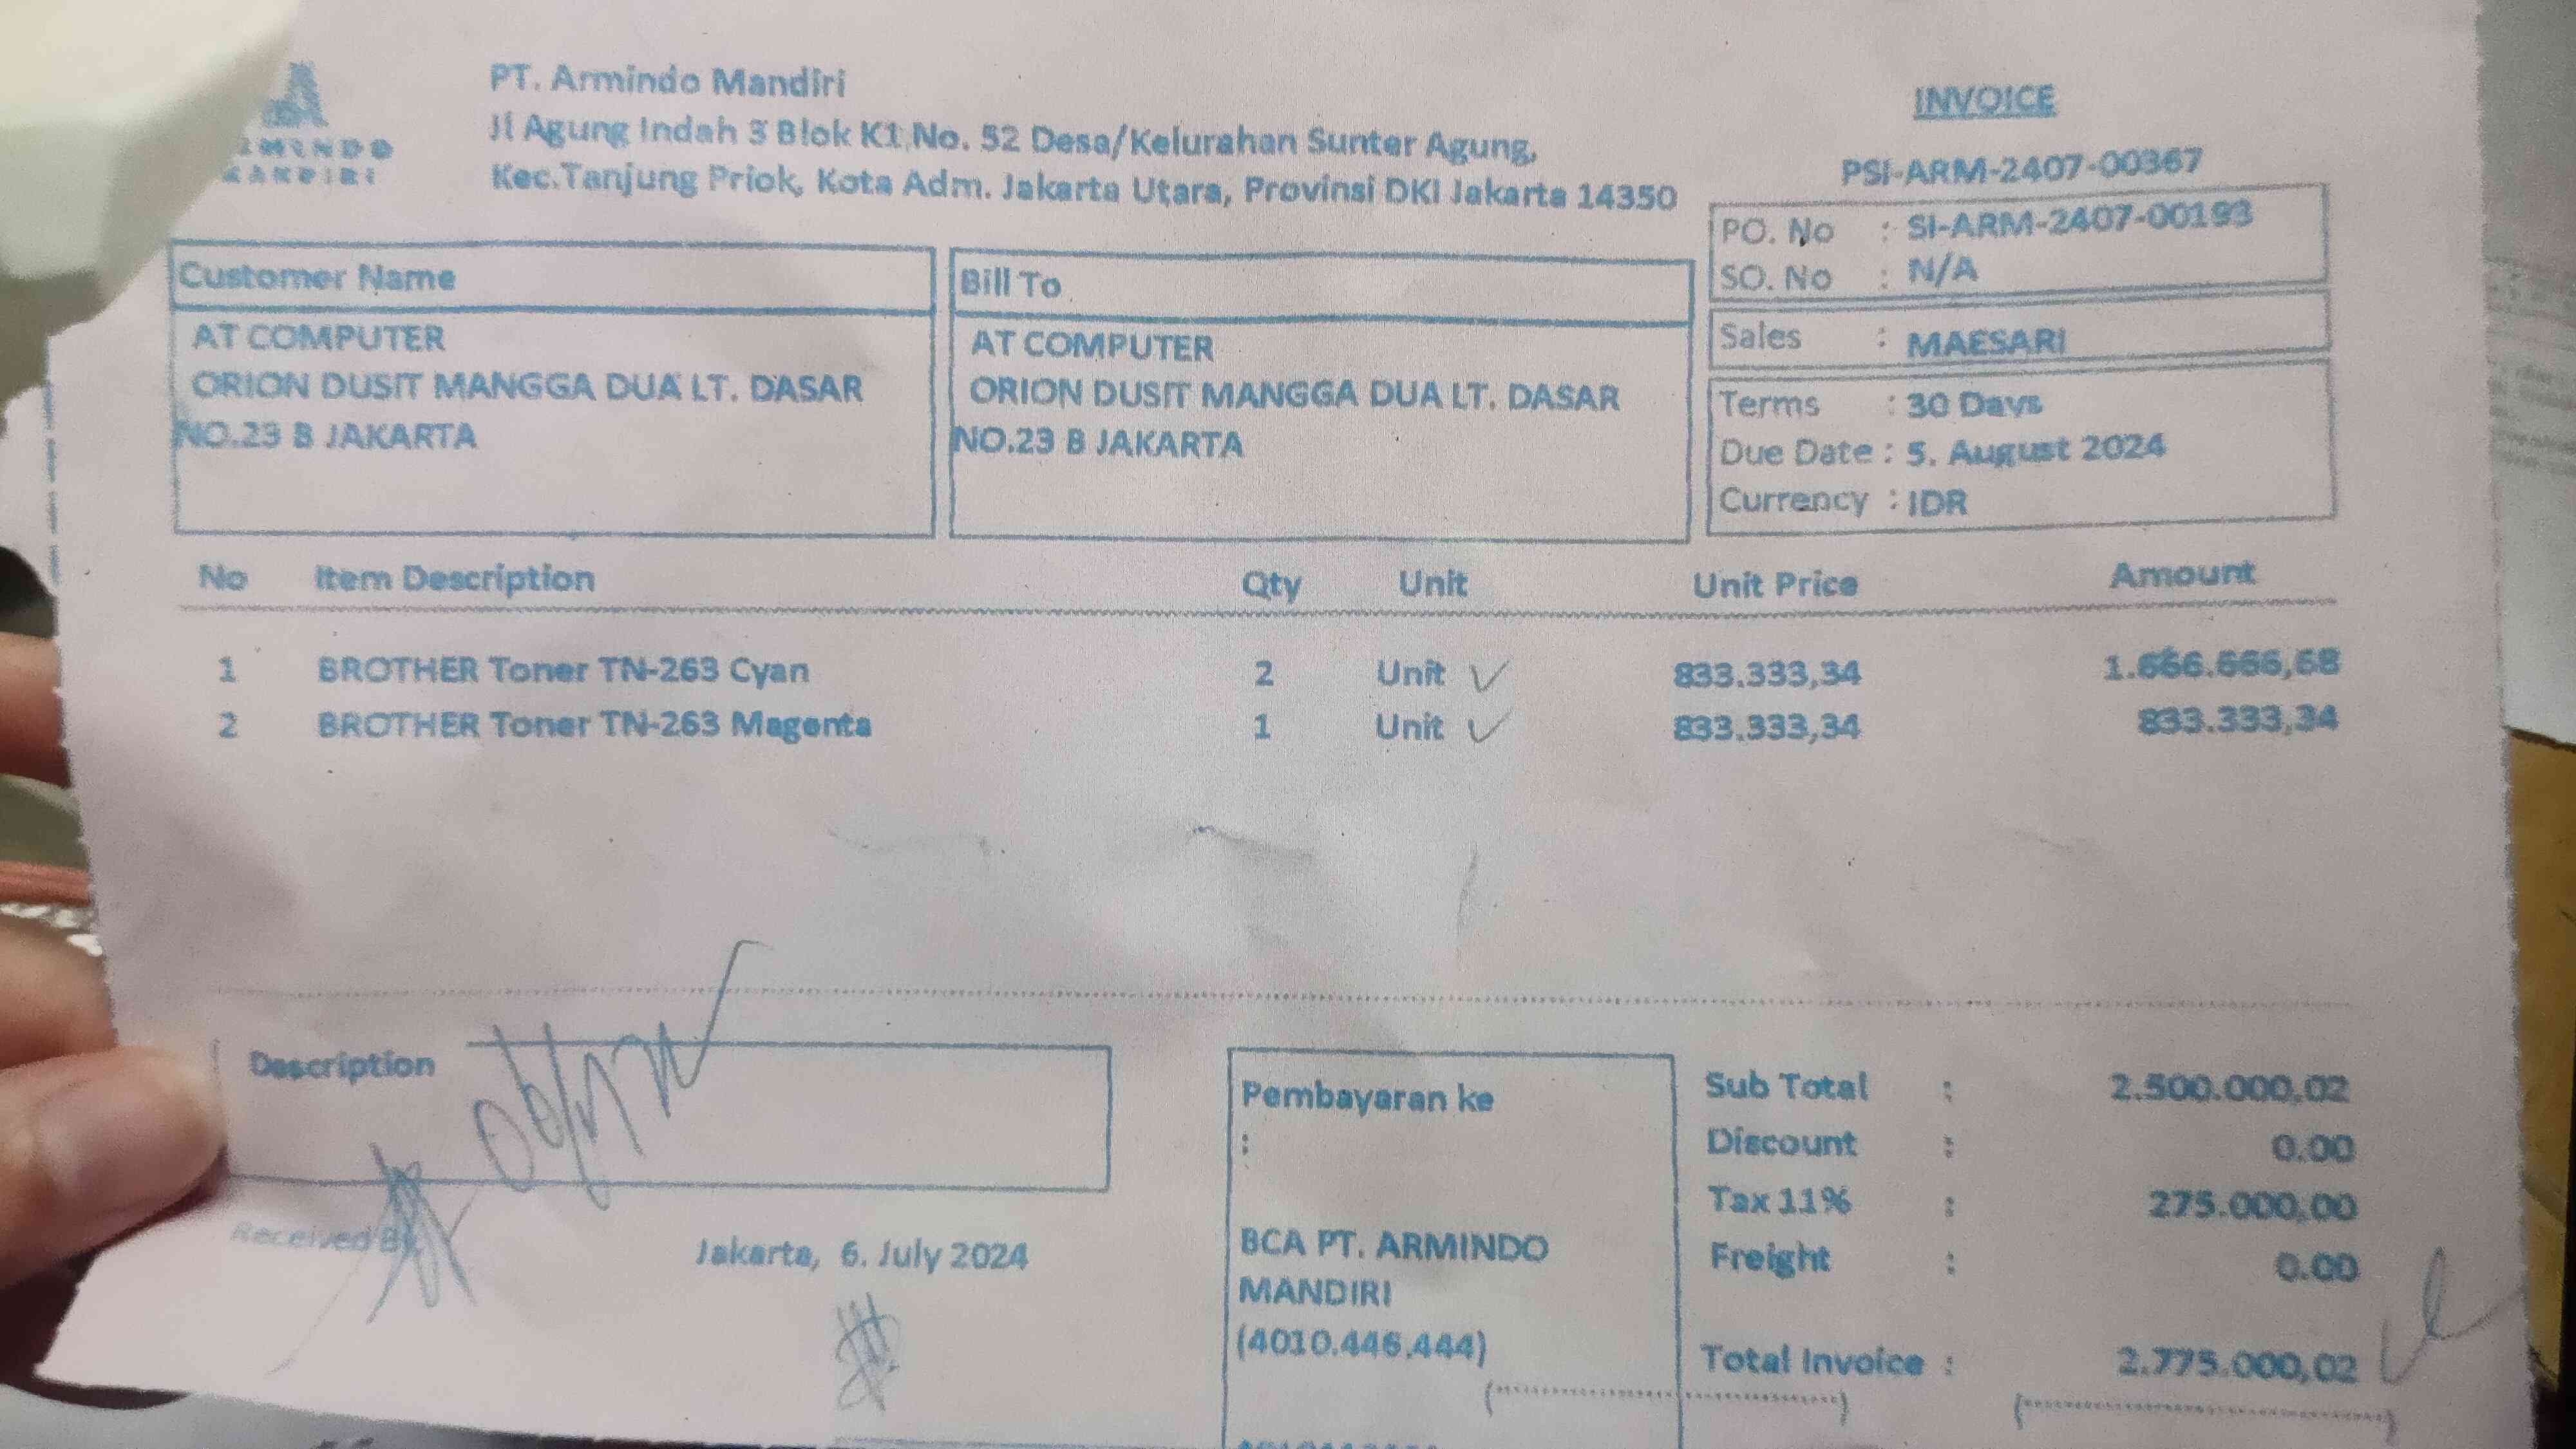 PT. Armindo Mandiri
Jl Agung Indah 3 Blok K1 No. 52 Desa/Kelurahan Sunter Agung,
Kec.Tanjung Priok, Kota Adm. Jakarta Utara, Provinsi DKI Jakarta 14350
INVOICE
PSI-ARM-2407-00367
PO. No : SI-ARM-2407-00193
SO. No : N/A
Sales : MAESARI
Terms : 30 Days
Due Date : 5. August 2024
Currency : IDR
Customer Name
AT COMPUTER
ORION DUSIT MANGGA DUA LT. DASAR
NO.23 B JAKARTA
Bill To
AT COMPUTER
ORION DUSIT MANGGA DUA LT. DASAR
NO.23 B JAKARTA
No Item Description Qty Unit Unit Price Amount
1 BROTHER Toner TN-263 Cyan 2 Unit 833.333,34 1.666.666,68
2 BROTHER Toner TN-263 Magenta 1 Unit 833.333,34 833.333,34
Description
Received By
Jakarta, 6. July 2024
Pembayaran ke
:
BCA PT. ARMINDO
MANDIRI
(4010.446.444)
Sub Total : 2.500.000,02
Discount : 0.00
Tax 11% : 275.000,00
Freight : 0.00
Total Invoice : 2.775.000,02